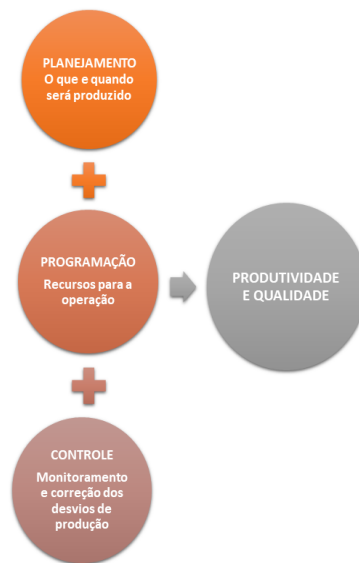 PLANEJAMENTO
O que e quando
será produzido
PROGRAMAÇÃO
Recursos para a
operação
PRODUTIVIDADE
E QUALIDADE
CONTROLE
Monitoramento
e correção dos
desvios de
produção